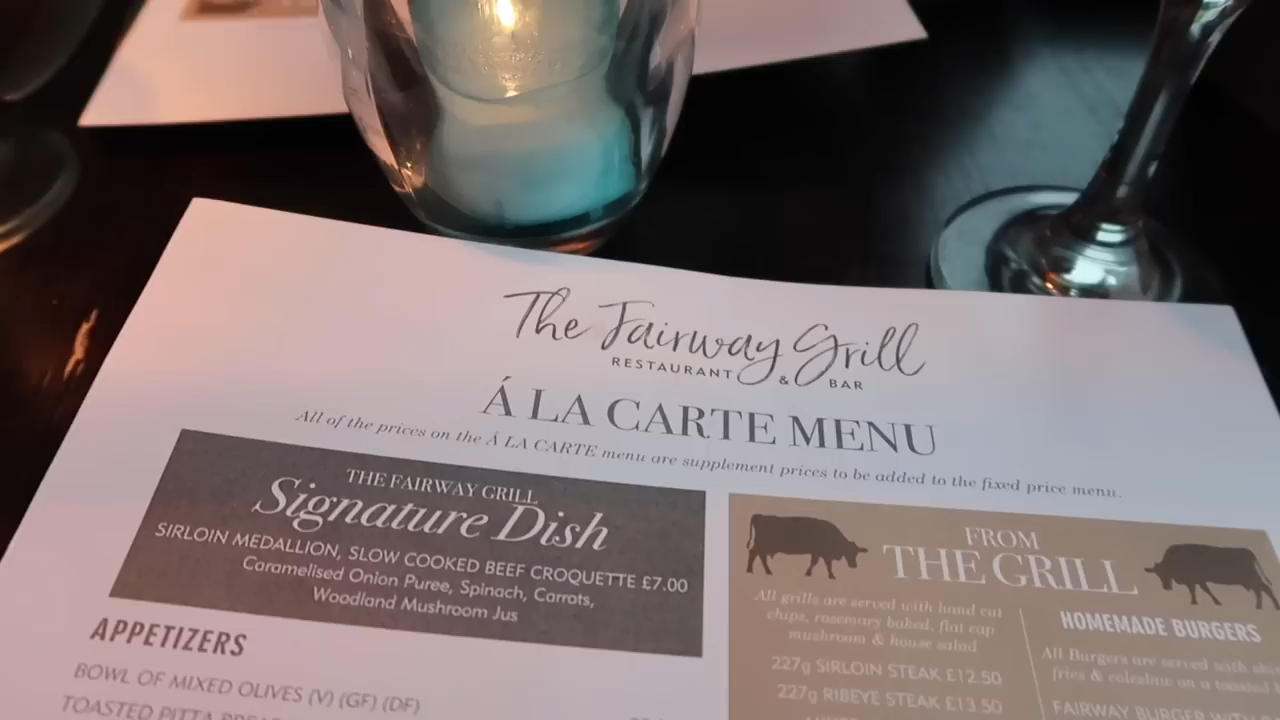 The Fairway Grill
RESTAURANT & BAR
Á LA CARTE MENU
All of the prices on the Á LA CARTE menu are supplement prices to be added to the fixed price menu.
THE FAIRWAY GRILL
Signature Dish
SIRLOIN MEDALLION, SLOW COOKED BEEF CROQUETTE £7.00
Caramelised Onion Puree, Spinach, Carrots,
Woodland Mushroom Jus
APPETIZERS
BOWL OF MIXED OLIVES (V) (GF) (DF)
TOASTED PITTA
FROM
THE GRILL
All grills are served with hand cut
chips, rosemary baked, flat cap
mushroom & house salad
227g SIRLOIN STEAK £12.50
227g RIBEYE STEAK £13.50
HOMEMADE BURGERS
All Burgers are served with
fries & coleslaw on a toasted
FAIRWAY BURGER WITH